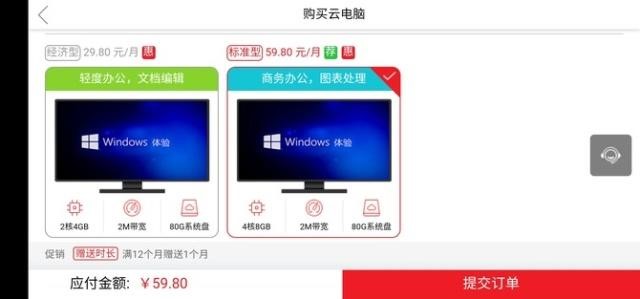 购买云电脑
经济型 29.80 元/月 惠
标准型 59.80 元/月 荐 惠
轻度办公，文档编辑
商务办公，图表处理
Windows 体验
Windows 体验
2核4GB 2M带宽 80G系统盘
4核8GB 2M带宽 80G系统盘
促销 赠送时长 满12个月赠送1个月
应付金额: ￥59.80
提交订单